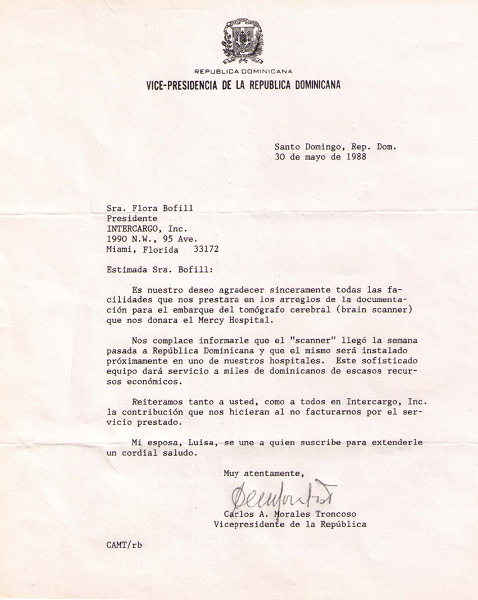 REPUBLICA DOMINICANA
VICE-PRESIDENCIA DE LA REPUBLICA DOMINICANA
Santo Domingo, Rep. Dom.
30 de mayo de 1988
Sra. Flora Bofill
Presidente
INTERCARGO, Inc.
1990 N.W., 95 Ave.
Miami, Florida 33172
Estimada Sra. Bofill:
Es nuestro deseo agradecer sinceramente todas las fa-
cilidades que nos prestara en los arreglos de la documenta-
ción para el embarque del tomógrafo cerebral (brain scanner)
que nos donara el Mercy Hospital.
Nos complace informarle que el "scanner" llegó la semana
pasada a República Dominicana y que el mismo será instalado
próximamente en uno de nuestros hospitales. Este sofisticado
equipo dará servicio a miles de dominicanos de escasos recur-
sos económicos.
Reiteramos tanto a usted, como a todos en Intercargo, Inc.
la contribución que nos hicieran al no facturarnos por el ser-
vicio prestado.
Mi esposa, Luisa, se une a quien suscribe para extenderle
un cordial saludo.
Muy atentamente,
Carlos A. Morales Troncoso
Vicepresidente de la República
CAMT/rb